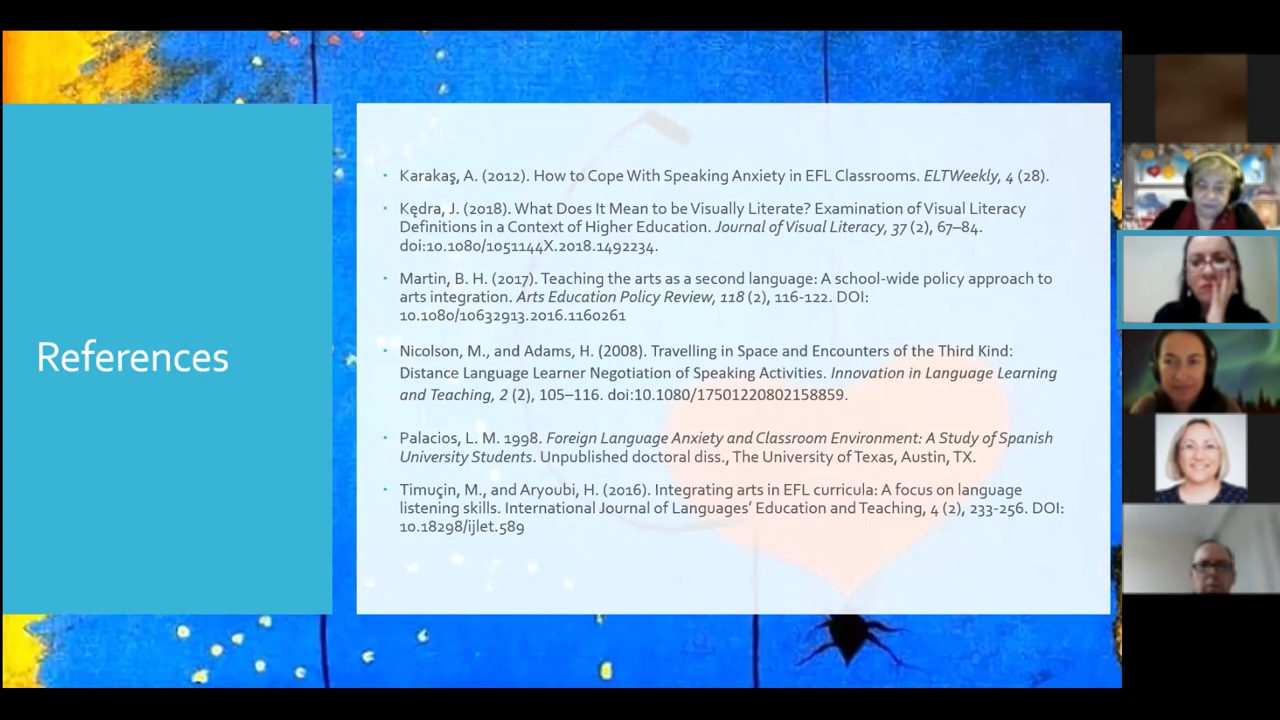 References
Karakaş, A. (2012). How to Cope With Speaking Anxiety in EFL Classrooms. ELTWeekly, 4 (28).
Kędra, J. (2018). What Does It Mean to be Visually Literate? Examination of Visual Literacy
Definitions in a Context of Higher Education. Journal of Visual Literacy, 37 (2), 67–84.
doi:10.1080/1051144X.2018.1492234.
Martin, B. H. (2017). Teaching the arts as a second language: A school-wide policy approach to
arts integration. Arts Education Policy Review, 118 (2), 116-122. DOI:
10.1080/10632913.2016.1160261
Nicolson, M., and Adams, H. (2008). Travelling in Space and Encounters of the Third Kind:
Distance Language Learner Negotiation of Speaking Activities. Innovation in Language Learning
and Teaching, 2 (2), 105–116. doi:10.1080/17501220802158859.
Palacios, L. M. 1998. Foreign Language Anxiety and Classroom Environment: A Study of Spanish
University Students. Unpublished doctoral diss., The University of Texas, Austin, TX.
Timuçin, M., and Aryoubi, H. (2016). Integrating arts in EFL curricula: A focus on language
listening skills. International Journal of Languages’ Education and Teaching, 4 (2), 233-256. DOI:
10.18298/ijlet.589